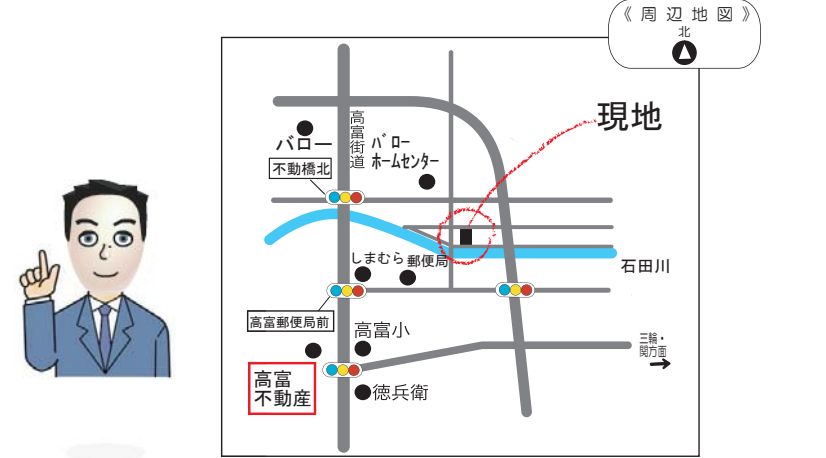 《周辺地図》
北
現地
高富街道
バロー
バロー
ホームセンター
不動橋北
しまむら
郵便局
石田川
高富郵便局前
高富小
三輪・
関方面
高富
不動産
徳兵衛